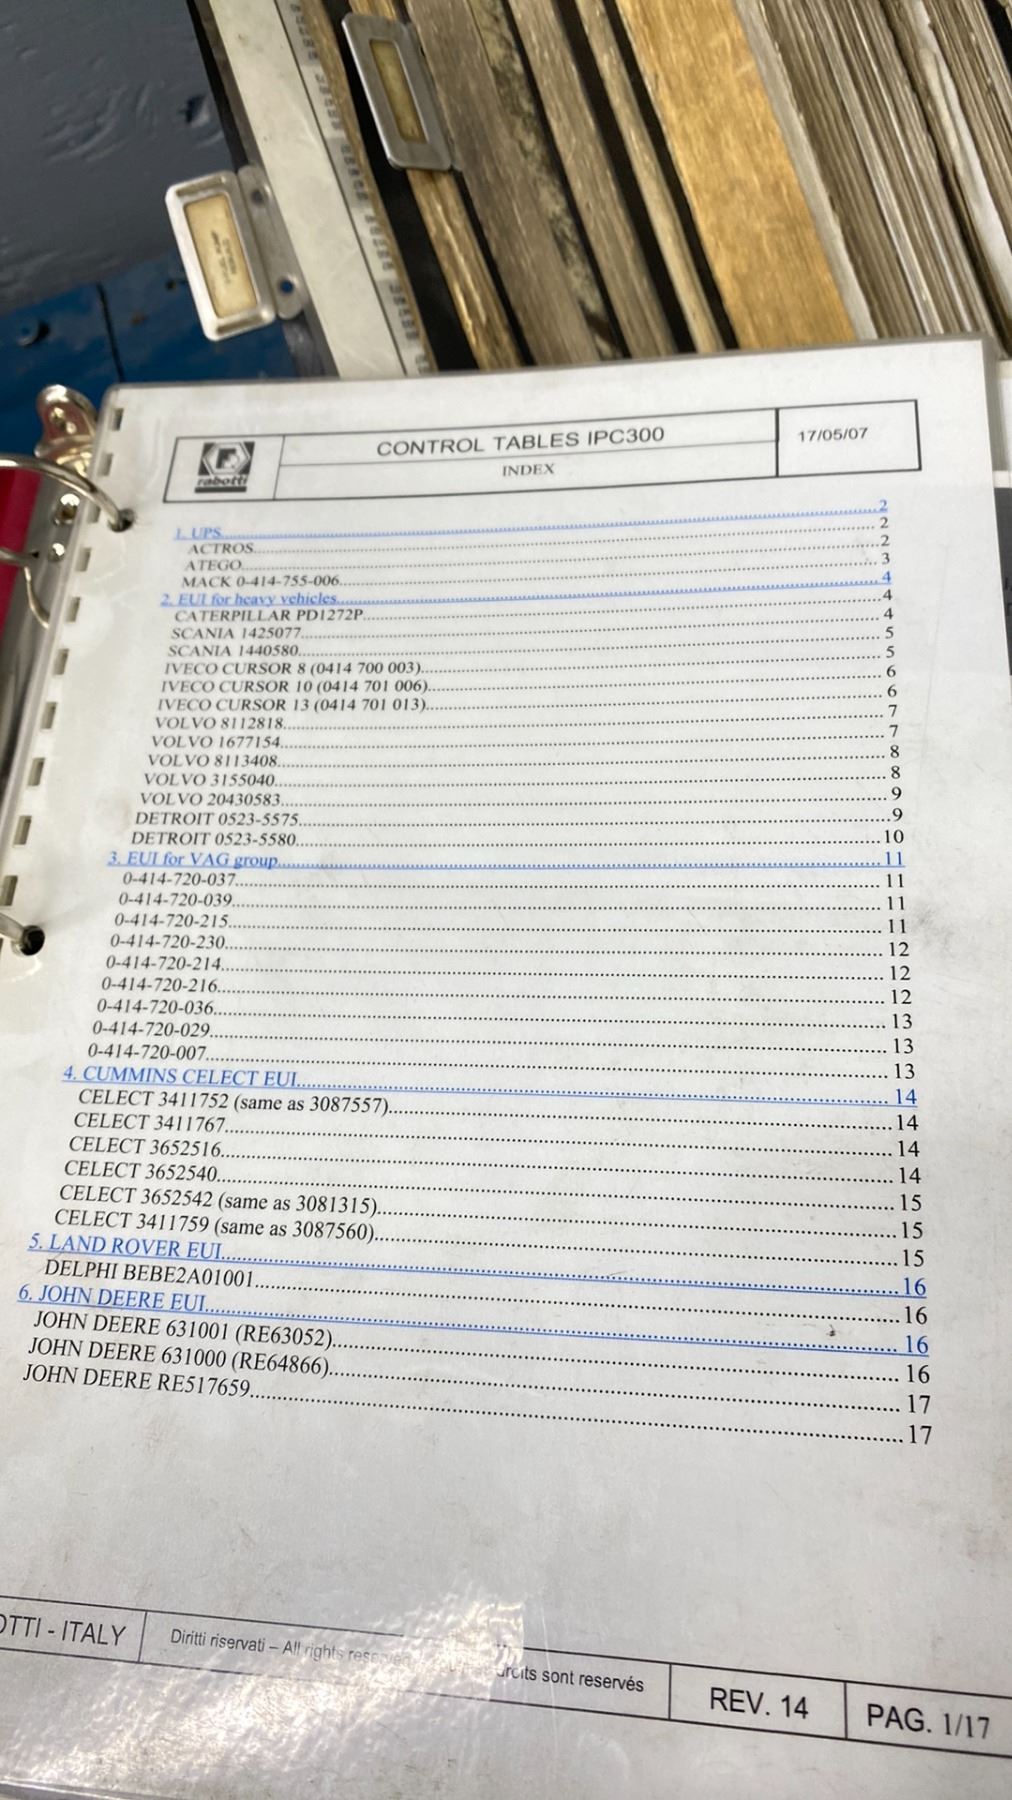 CONTROL TABLES IPC300
INDEX
17/05/07
rabotti
1. UPS........2
ACTROS........2
ATEGO........2
MACK 0-414-755-006........3
2. EUI for heavy vehicles........4
CATERPILLAR PD1272P........4
SCANIA 1425077........4
SCANIA 1440580........5
IVECO CURSOR 8 (0414 700 003)........5
IVECO CURSOR 10 (0414 701 006)........6
IVECO CURSOR 13 (0414 701 013)........6
VOLVO 8112818........7
VOLVO 1677154........7
VOLVO 8113408........8
VOLVO 3155040........8
VOLVO 20430583........9
DETROIT 0523-5575........9
DETROIT 0523-5580........10
3. EUI for VAG group........11
0-414-720-037........11
0-414-720-039........11
0-414-720-215........11
0-414-720-230........12
0-414-720-214........12
0-414-720-216........12
0-414-720-036........13
0-414-720-029........13
0-414-720-007........13
4. CUMMINS CELECT EUI........14
CELECT 3411752 (same as 3087557)........14
CELECT 3411767........14
CELECT 3652516........14
CELECT 3652540........15
CELECT 3652542 (same as 3081315)........15
CELECT 3411759 (same as 3087560)........15
5. LAND ROVER EUI........16
DELPHI BEBE2A01001........16
6. JOHN DEERE EUI........16
JOHN DEERE 631001 (RE63052)........16
JOHN DEERE 631000 (RE64866)........17
JOHN DEERE RE517659........17
OTTI - ITALY
Diritti riservati – All rights sont reservés
REV. 14
PAG. 1/17